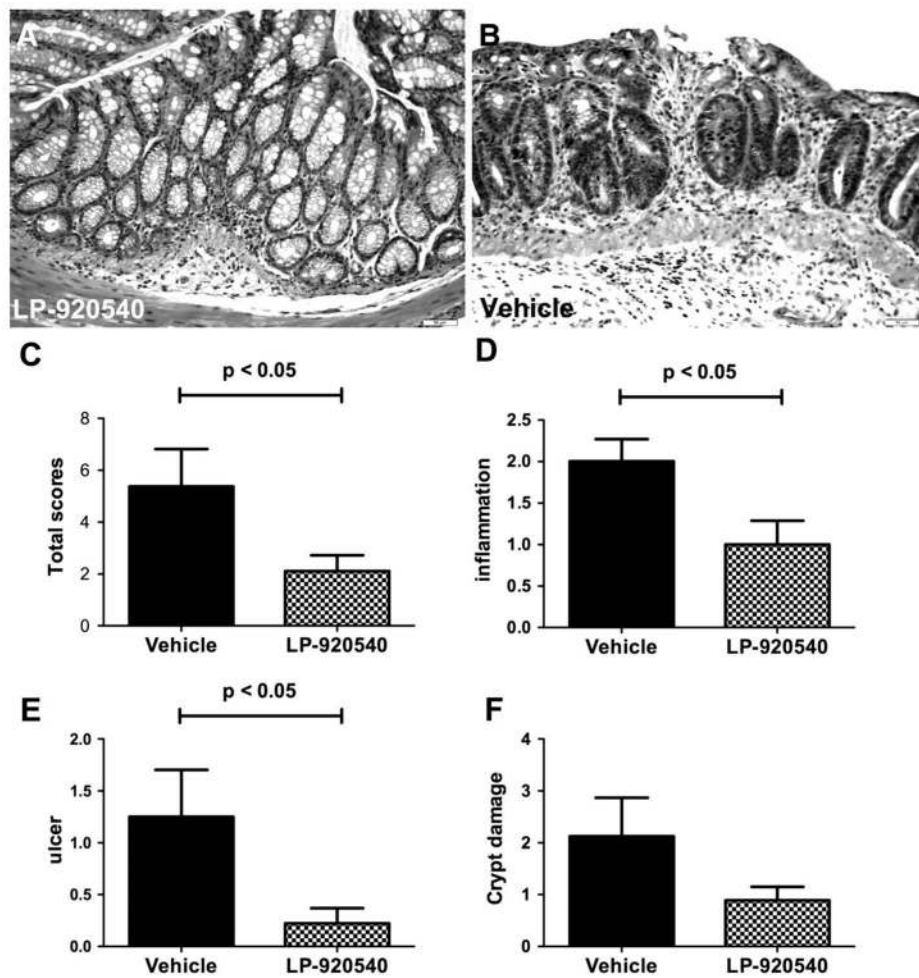 A
LP-920540
B
Vehicle
C
p < 0.05
Total scores
8
6
4
2
0
Vehicle LP-920540
D
p < 0.05
inflammation
2.5
2.0
1.5
1.0
0.5
0.0
Vehicle LP-920540
E
p < 0.05
ulcer
2.0
1.5
1.0
0.5
0.0
Vehicle LP-920540
F
Crypt damage
4
3
2
1
0
Vehicle LP-920540